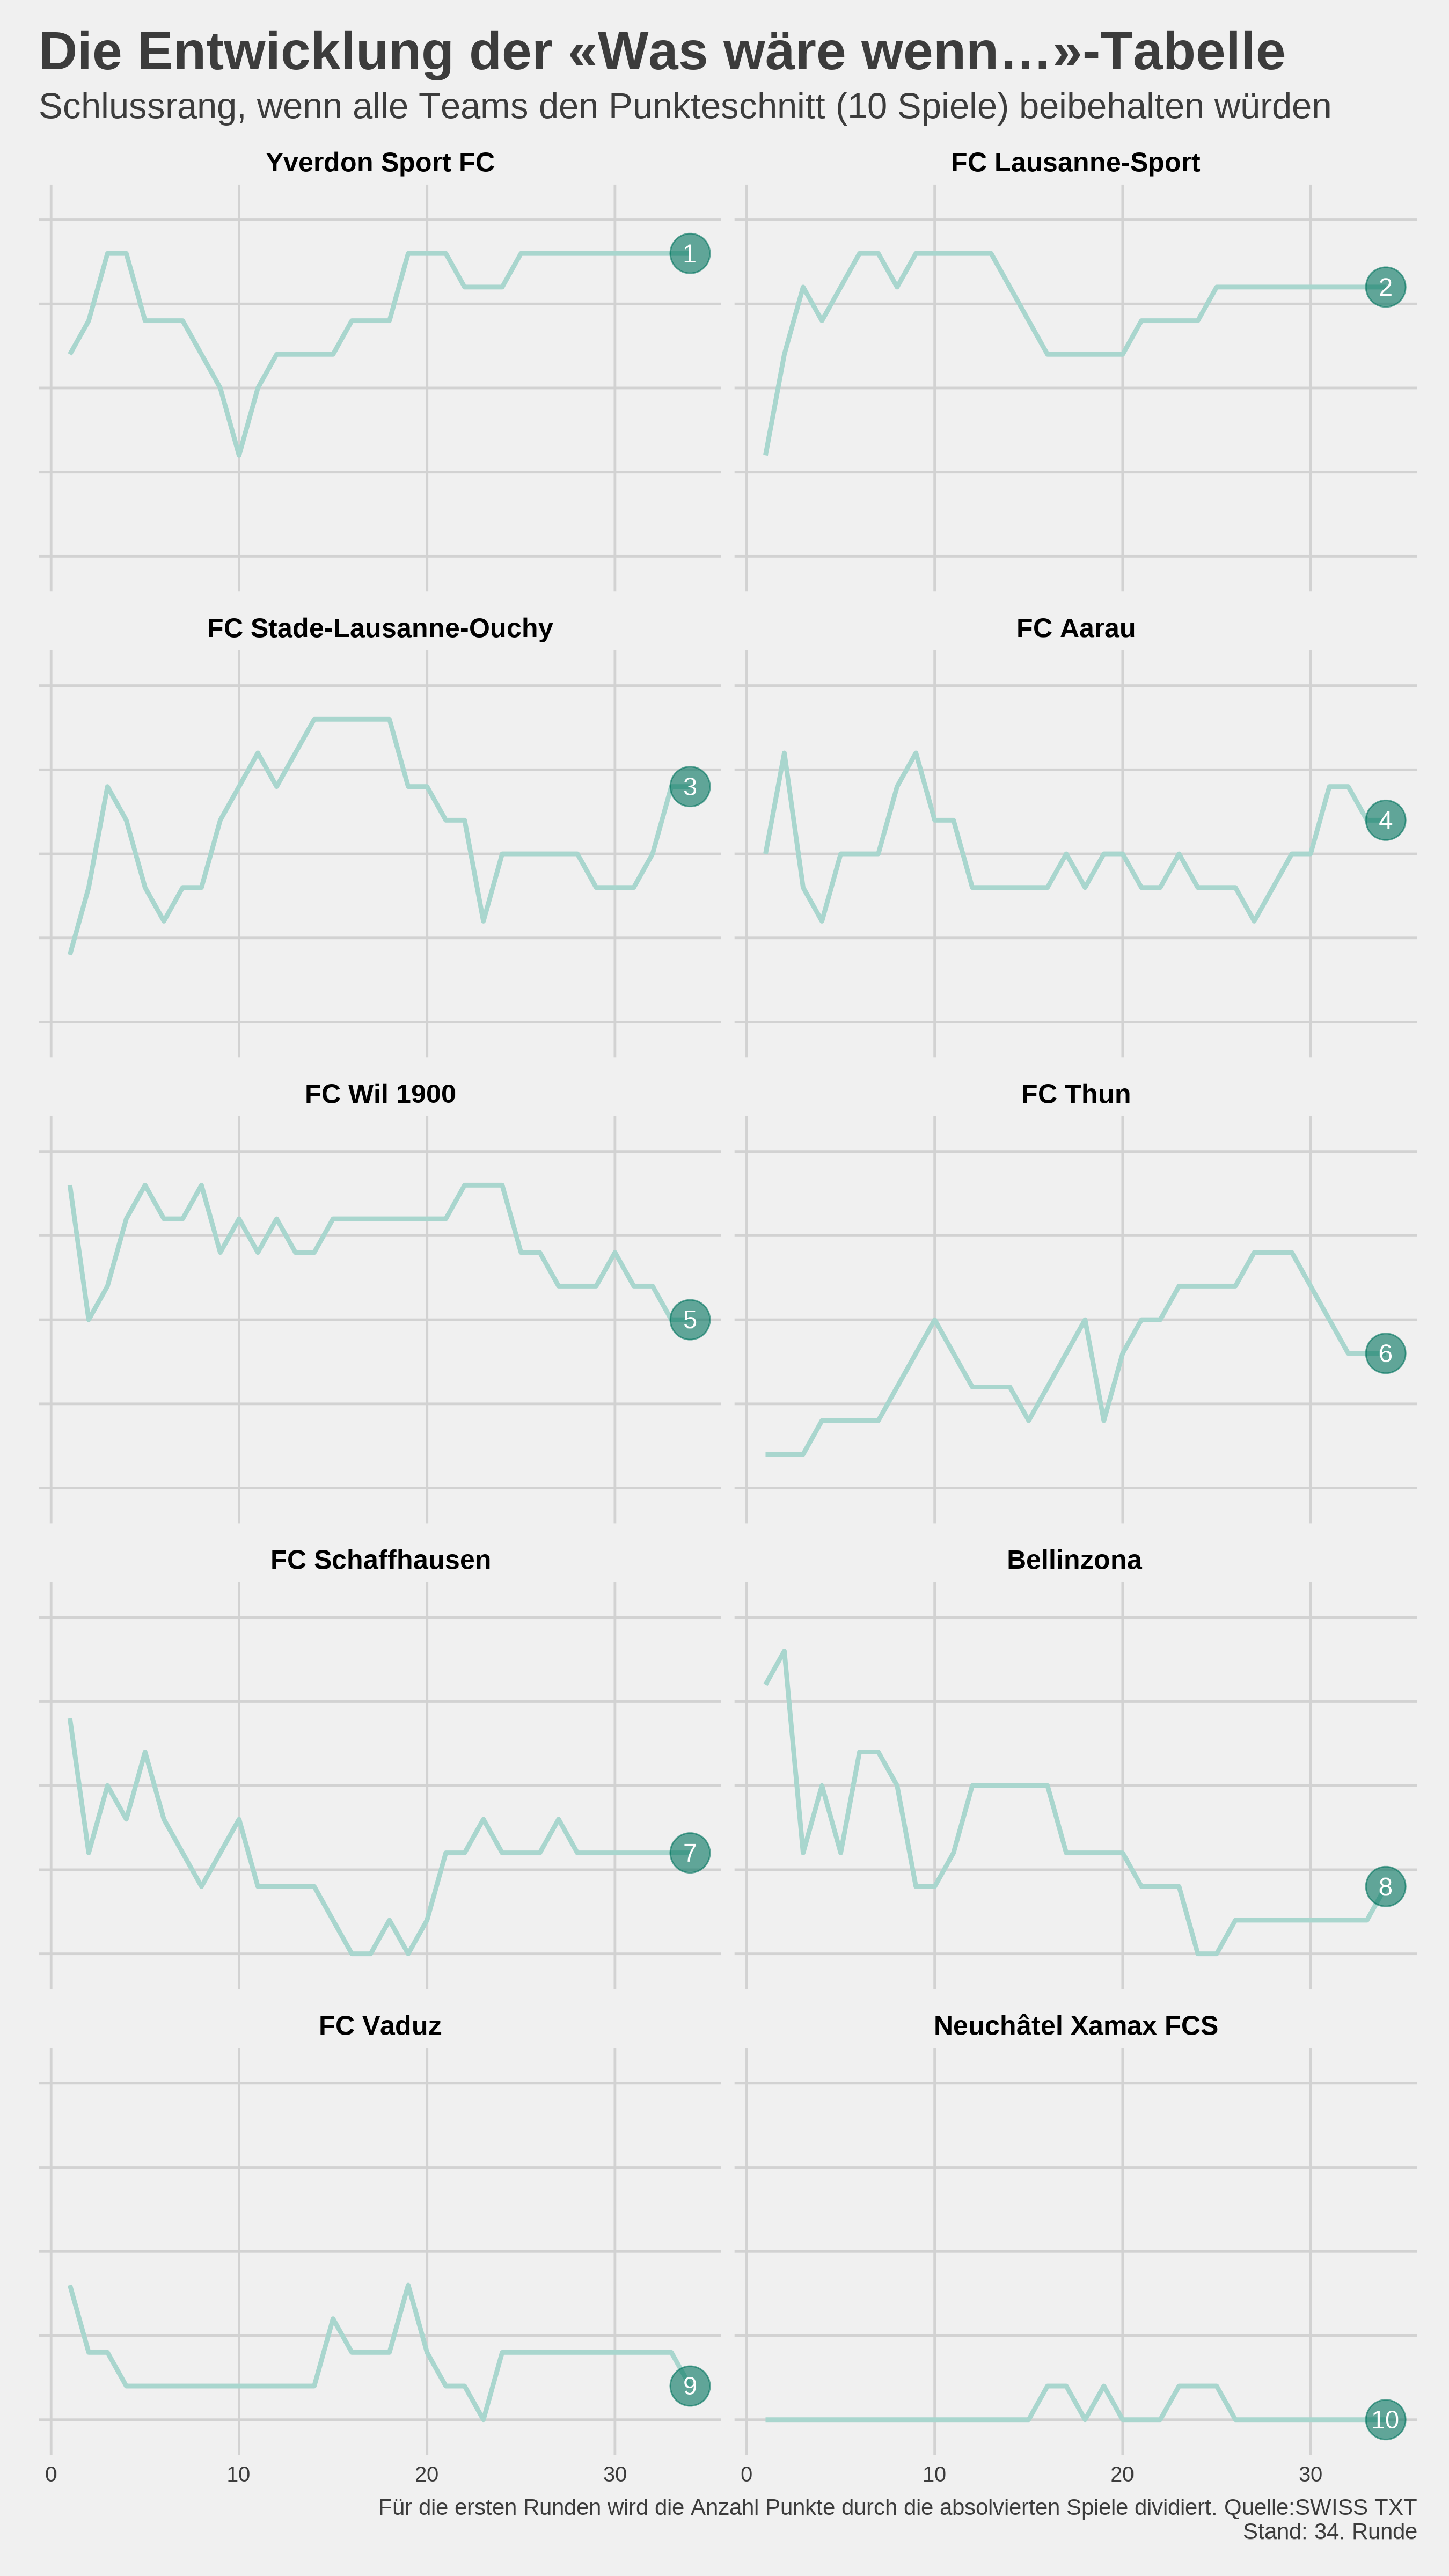 Die Entwicklung der «Was wäre wenn…»-Tabelle
Schlussrang, wenn alle Teams den Punkteschnitt (10 Spiele) beibehalten würden
Yverdon Sport FC
FC Lausanne-Sport
1
2
FC Stade-Lausanne-Ouchy
FC Aarau
3
4
FC Wil 1900
FC Thun
5
6
FC Schaffhausen
Bellinzona
7
8
FC Vaduz
Neuchâtel Xamax FCS
9
10
0 10 20 30 0 10 20 30
Für die ersten Runden wird die Anzahl Punkte durch die absolvierten Spiele dividiert. Quelle:SWISS TXT
Stand: 34. Runde